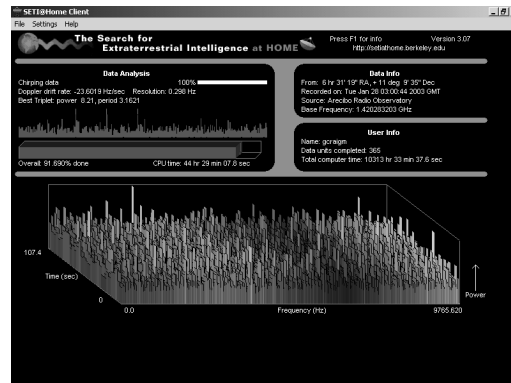 SETI@Home Client
File Settings Help
The Search for
Extraterrestrial Intelligence at HOME
Press F1 for info Version 3.07
http://setiathome.berkeley.edu
Data Analysis
Chirping data 100%
Doppler drift rate: -23.6019 Hz/sec Resolution: 0.298 Hz
Best Triplet: power 8.21, period 3.1621
Overall: 91.690% done CPU time: 44 hr 29 min 07.8 sec
Data Info
From: 6 hr 31' 19" RA, + 11 deg 9' 35" Dec
Recorded on: Tue Jan 28 03:00:44 2003 GMT
Source: Arecibo Radio Observatory
Base Frequency: 1.420283203 GHz
User Info
Name: gcraigm
Data units completed: 365
Total computer time: 10313 hr 33 min 37.6 sec
107.4
Time (sec)
0
0.0
Frequency (Hz)
9765.620
Power